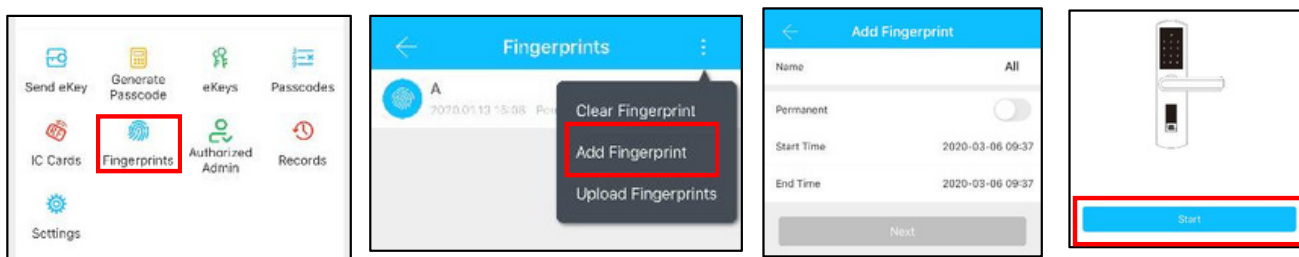 Send eKey
Generate
Passcode
eKeys
Passcodes
IC Cards
Fingerprints
Authorized
Admin
Records
Settings
Fingerprints
A
2020.01.13 15:08
Clear Fingerprint
Add Fingerprint
Upload Fingerprints
Add Fingerprint
Name
All
Permanent
Start Time
2020-03-06 09:37
End Time
2020-03-06 09:37
Next
Start